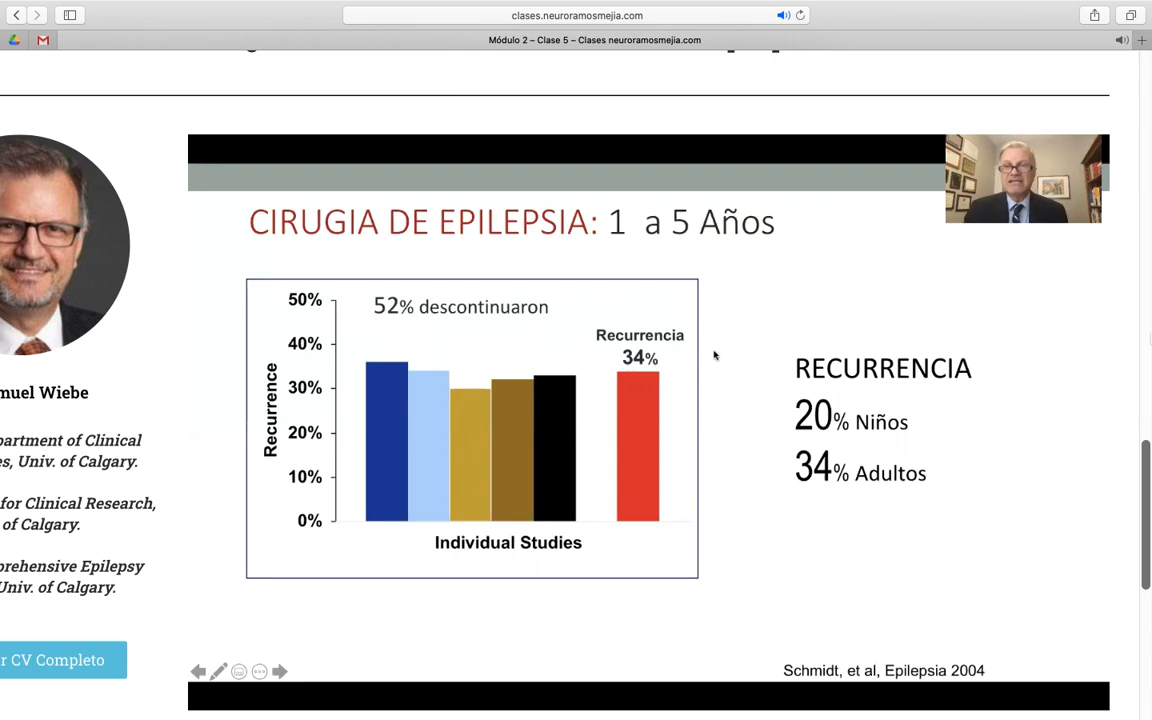 clases.neuroramosmejia.com
Módulo 2 – Clase 5 – Clases neuroramosmejia.com
muel Wiebe
partment of Clinical
es, Univ. of Calgary.
for Clinical Research,
of Calgary.
prehensive Epilepsy
Univ. of Calgary.
r CV Completo
CIRUGIA DE EPILEPSIA: 1 a 5 Años
52% descontinuaron
Recurrencia
34%
50%
40%
30%
20%
10%
0%
Recurrence
Individual Studies
RECURRENCIA
20% Niños
34% Adultos
Schmidt, et al, Epilepsia 2004